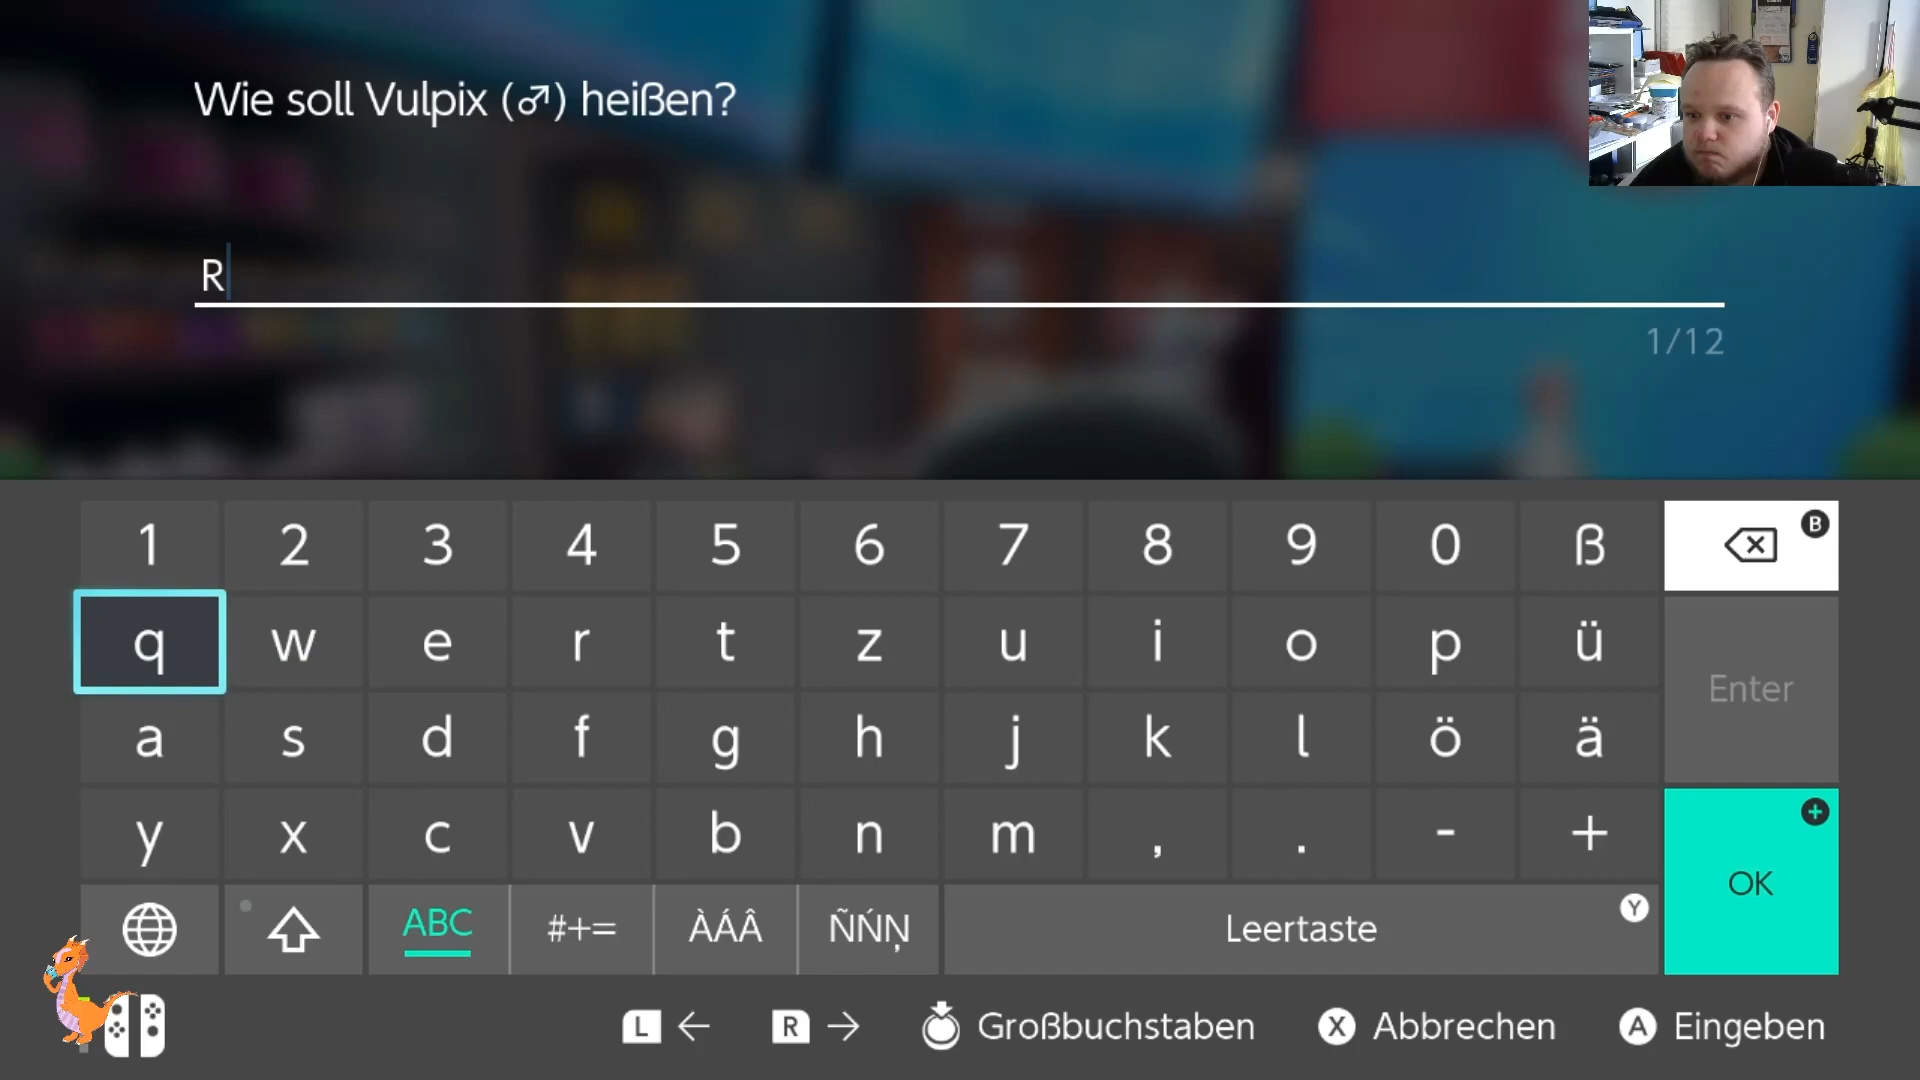 Wie soll Vulpix (♂) heißen?
R
1/12
1 2 3 4 5 6 7 8 9 0 ß B
q w e r t z u i o p ü Enter
a s d f g h j k l ö ä
y x c v b n m , . - + OK
ABC #+= ÀÁÂ ÑŃŅ Leertaste Y
L ← R → Großbuchstaben X Abbrechen A Eingeben